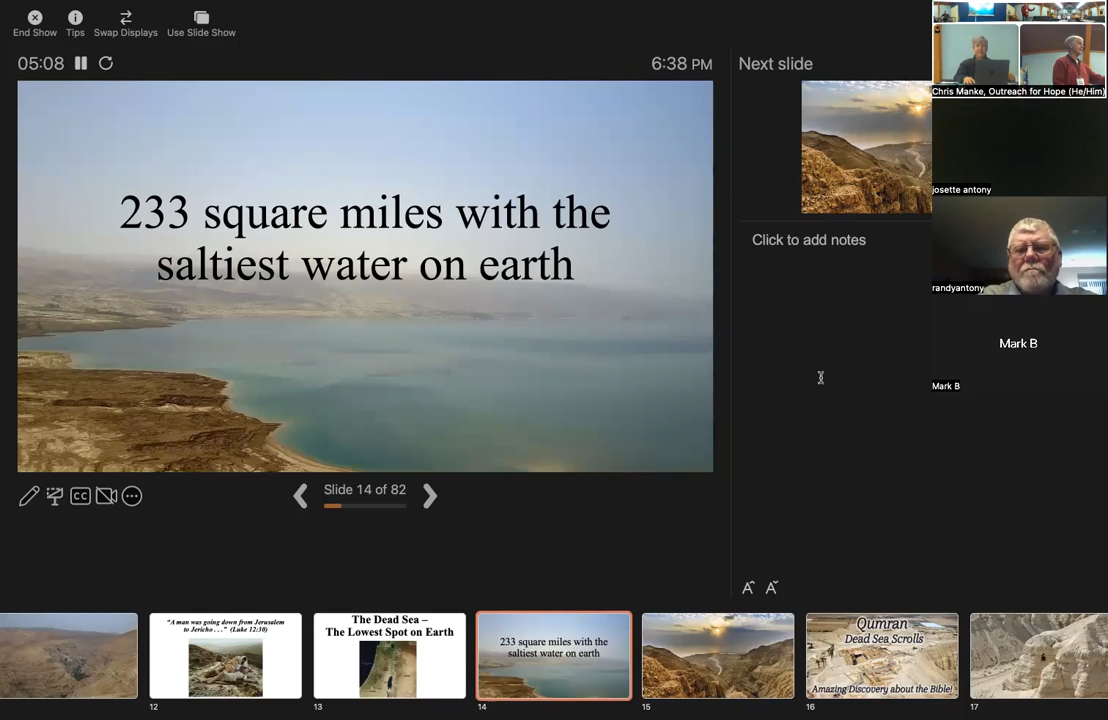 End Show
Tips
Swap Displays
Use Slide Show
05:08
6:38 PM
Next slide
233 square miles with the
saltiest water on earth
Click to add notes
Chris Manke, Outreach for Hope (He/Him)
josette antony
randyantony
Mark B
Mark B
CC
Slide 14 of 82
A A
"A man was going down from Jerusalem
to Jericho . . ." (Luke 12:30)
12
The Dead Sea –
The Lowest Spot on Earth
13
233 square miles with the
saltiest water on earth
14
15
Qumran
Dead Sea Scrolls
Amazing Discovery about the Bible!
16
17